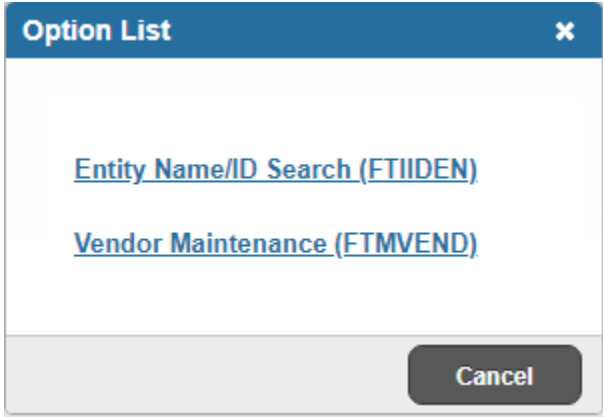 Option List
Entity Name/ID Search (FTIIDEN)
Vendor Maintenance (FTMVEND)
Cancel